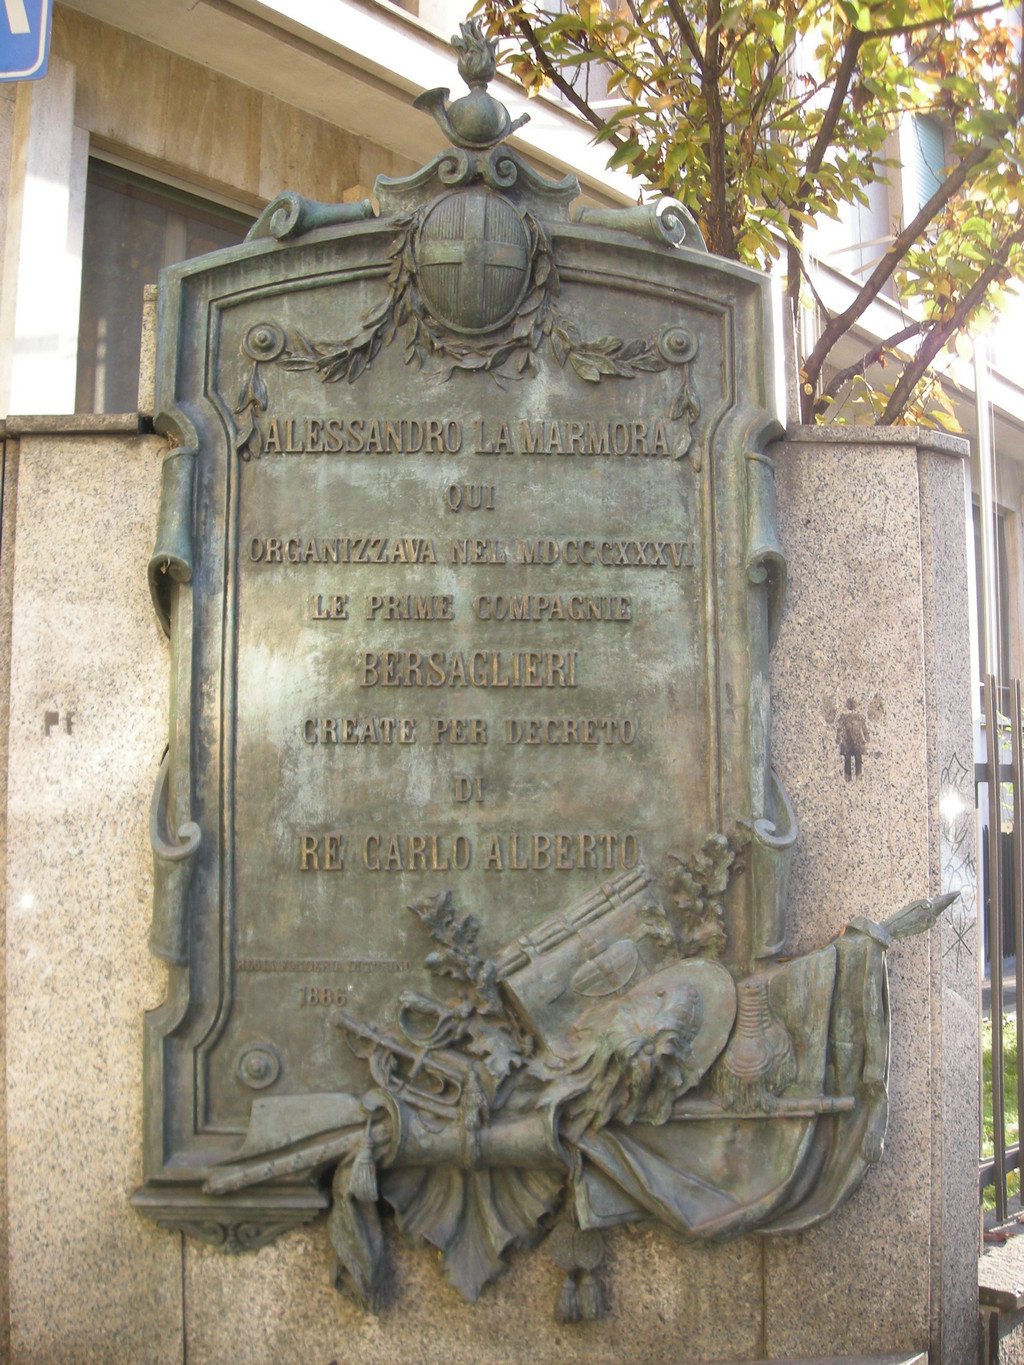 ALESSANDRO LA MARMORA
QUI
ORGANIZZAVA NEL MDCCCXXXVI
LE PRIME COMPAGNIE
BERSAGLIERI
CREATE PER DECRETO
DI
RE CARLO ALBERTO
1886